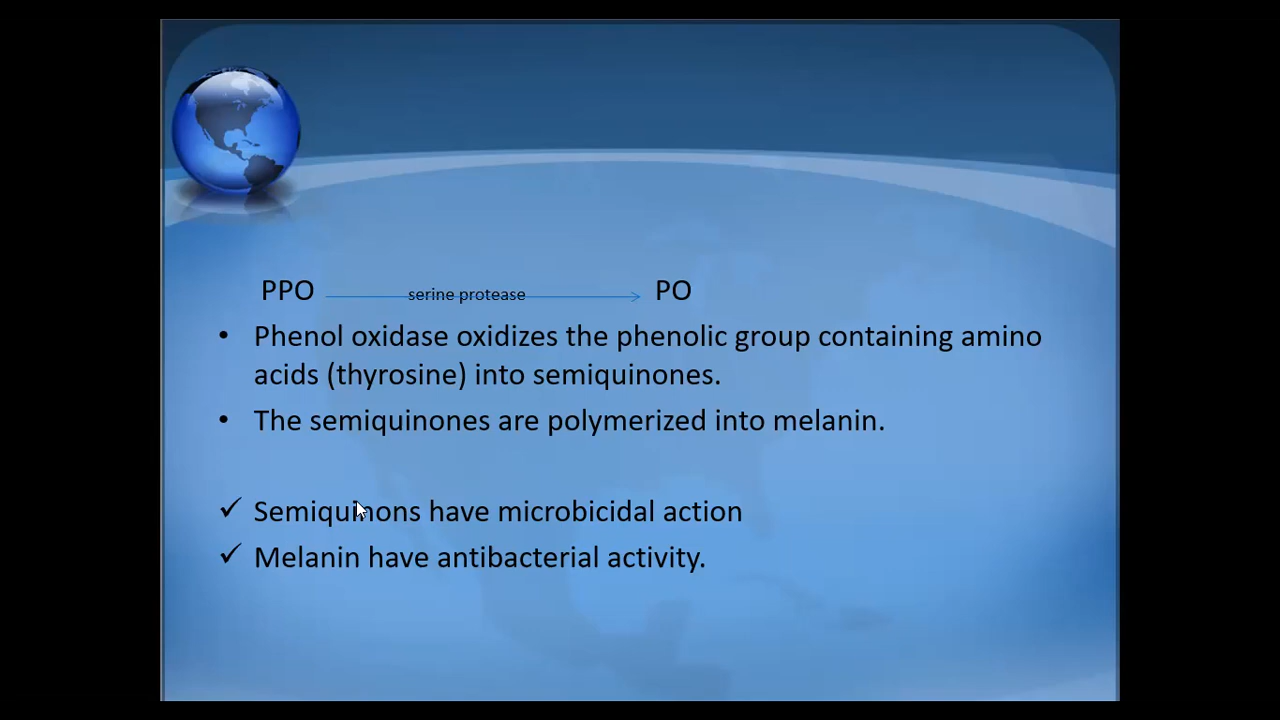 PPO serine protease PO
• Phenol oxidase oxidizes the phenolic group containing amino
acids (thyrosine) into semiquinones.
• The semiquinones are polymerized into melanin.
✓ Semiquinons have microbicidal action
✓ Melanin have antibacterial activity.